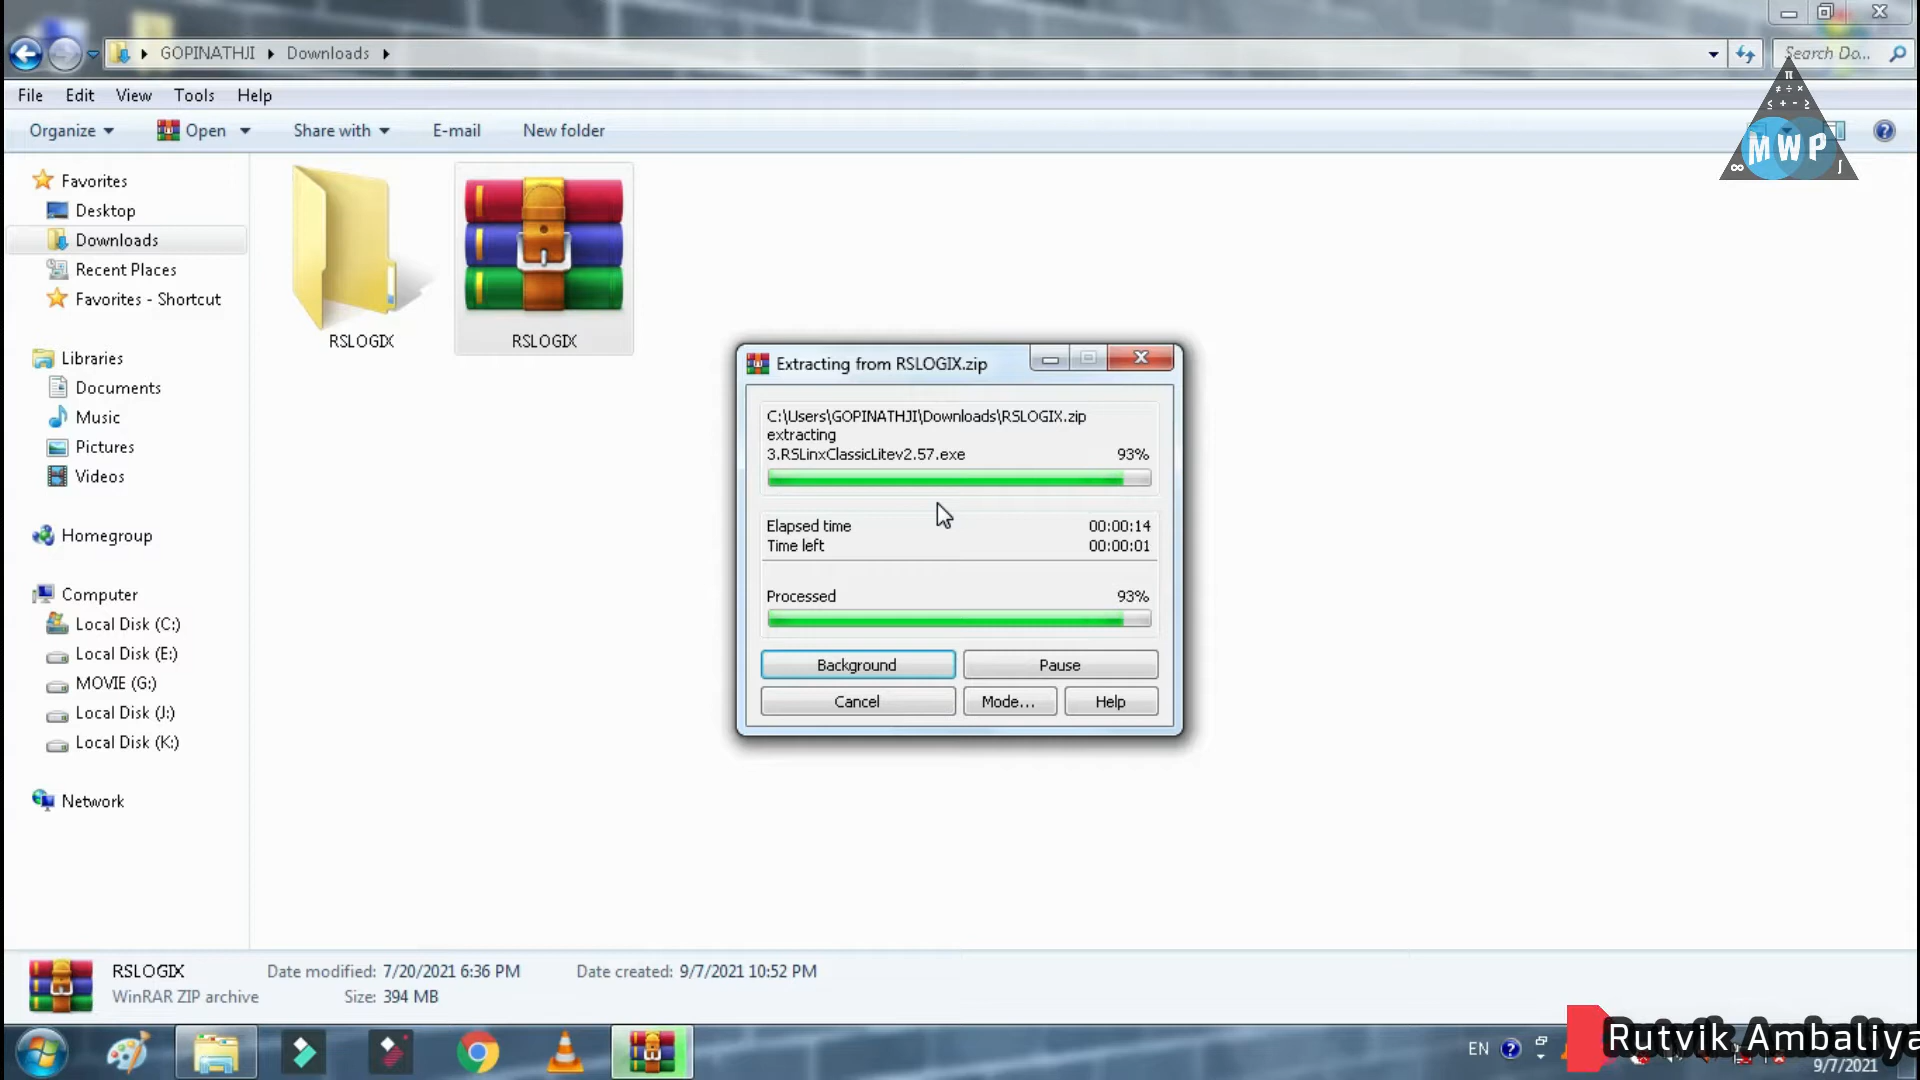 GOPINATHJI
Downloads
Search Do...
File Edit View Tools Help
Organize
Open
Share with
E-mail
New folder
π
≠ ÷ ×
≤ + - ≥
MWP
∞
∫
Favorites
Desktop
Downloads
Recent Places
Favorites - Shortcut
Libraries
Documents
Music
Pictures
Videos
Homegroup
Computer
Local Disk (C:)
Local Disk (E:)
MOVIE (G:)
Local Disk (J:)
Local Disk (K:)
Network
RSLOGIX
RSLOGIX
Extracting from RSLOGIX.zip
C:\Users\GOPINATHJI\Downloads\RSLOGIX.zip
extracting
3.RSLinxClassicLitev2.57.exe 93%
Elapsed time 00:00:14
Time left 00:00:01
Processed 93%
Background Pause
Cancel Mode... Help
RSLOGIX Date modified: 7/20/2021 6:36 PM Date created: 9/7/2021 10:52 PM
WinRAR ZIP archive Size: 394 MB
EN
Rutvik Ambaliya
9/7/2021